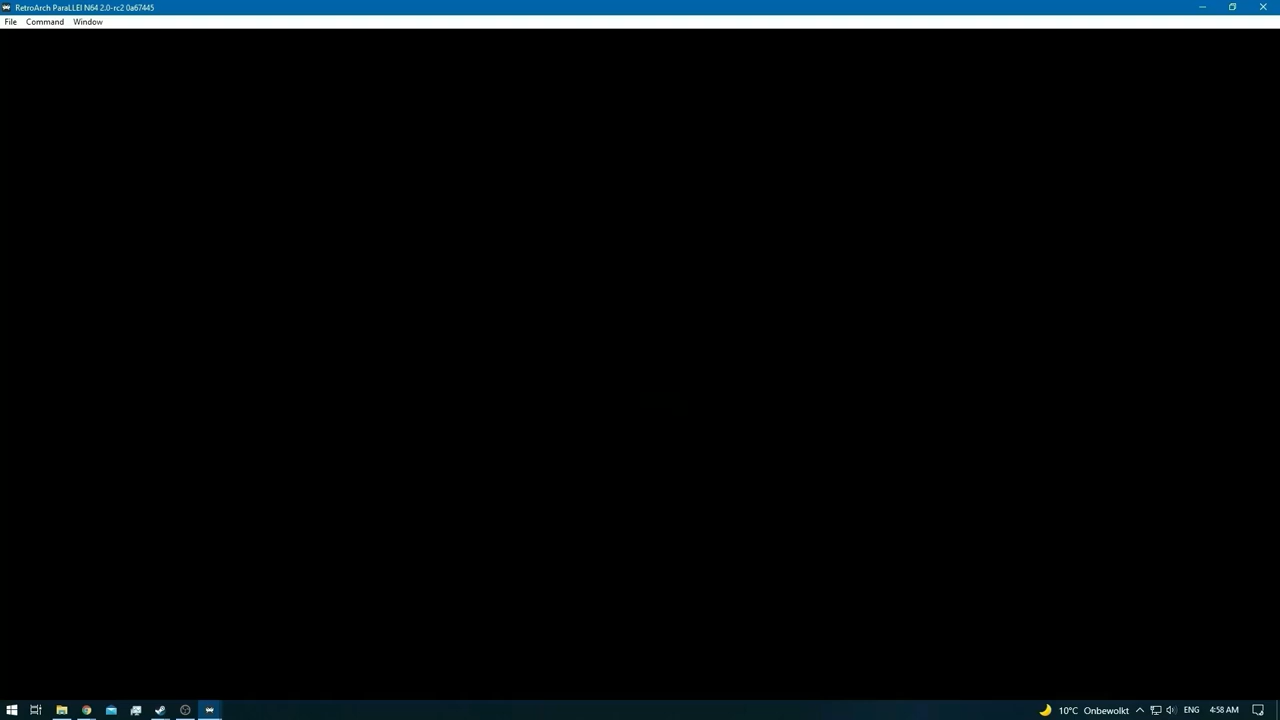 RetroArch ParaLLEl N64 2.0-rc2 0a67445
File Command Window
10°C Onbewolkt ENG 4:58 AM